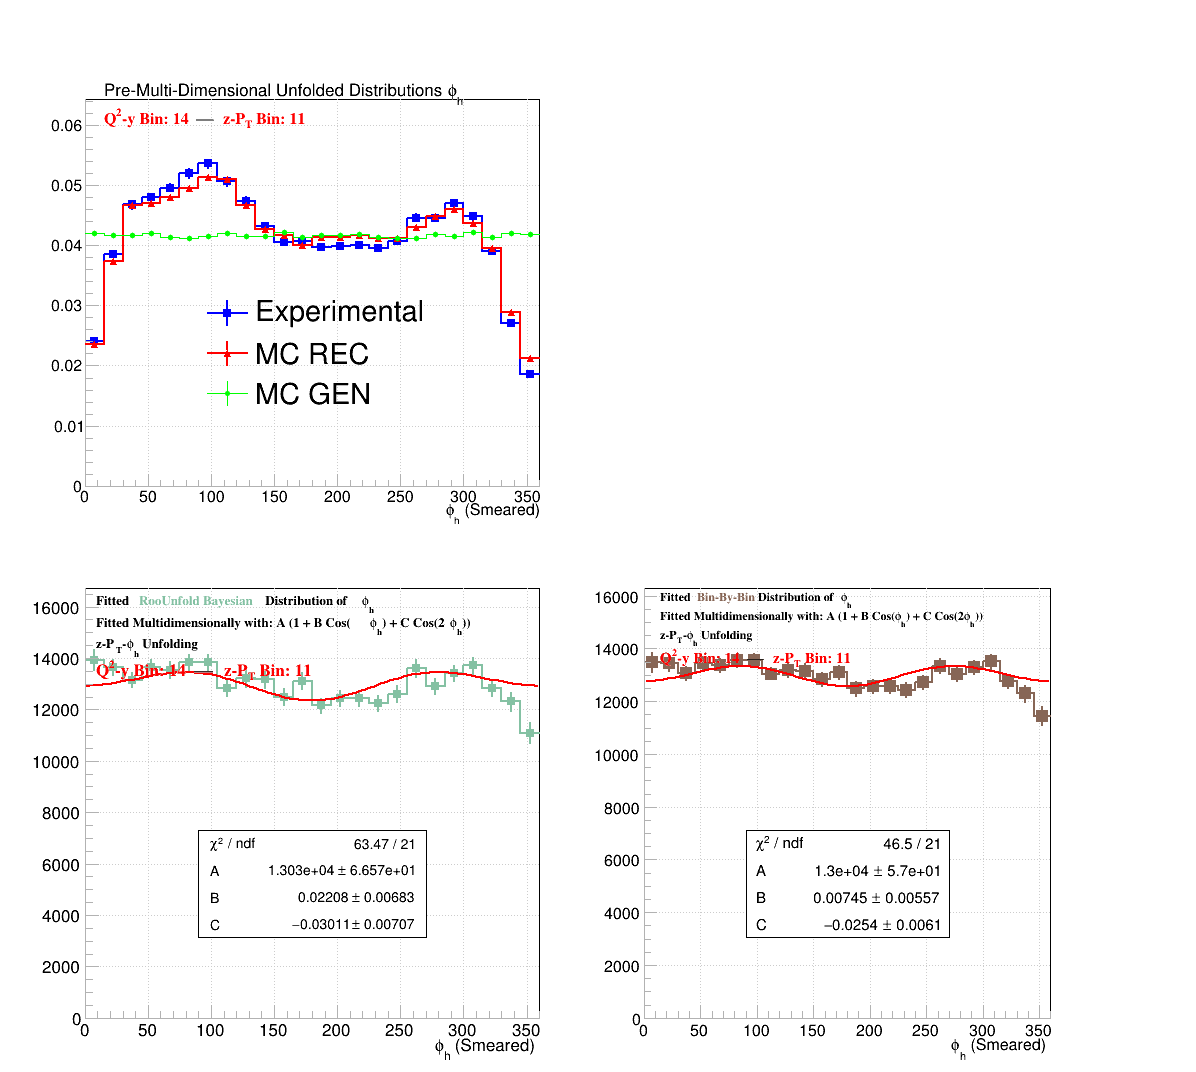 Pre-Multi-Dimensional Unfolded Distributions ϕh
Q2-y Bin: 14 — z-PT Bin: 11
0.06
0.05
0.04
0.03
0.02
0.01
0
Experimental
MC REC
MC GEN
0 50 100 150 200 250 300 350
ϕh (Smeared)
Fitted RooUnfold Bayesian Distribution of ϕh
Fitted Multidimensionally with: A (1 + B Cos( ϕh) + C Cos(2 ϕh))
z-PT-ϕh Unfolding
Q2-y Bin: 14 — z-PT Bin: 11
16000
14000
12000
10000
8000
6000
4000
2000
0
χ2 / ndf 63.47 / 21
A 1.303e+04 ± 6.657e+01
B 0.02208 ± 0.00683
C −0.03011 ± 0.00707
0 50 100 150 200 250 300 350
ϕh (Smeared)
Fitted Bin-By-Bin Distribution of ϕh
Fitted Multidimensionally with: A (1 + B Cos(ϕh) + C Cos(2ϕh))
z-PT-ϕh Unfolding
Q2-y Bin: 14 — z-PT Bin: 11
16000
14000
12000
10000
8000
6000
4000
2000
0
χ2 / ndf 46.5 / 21
A 1.3e+04 ± 5.7e+01
B 0.00745 ± 0.00557
C −0.0254 ± 0.0061
0 50 100 150 200 250 300 350
ϕh (Smeared)